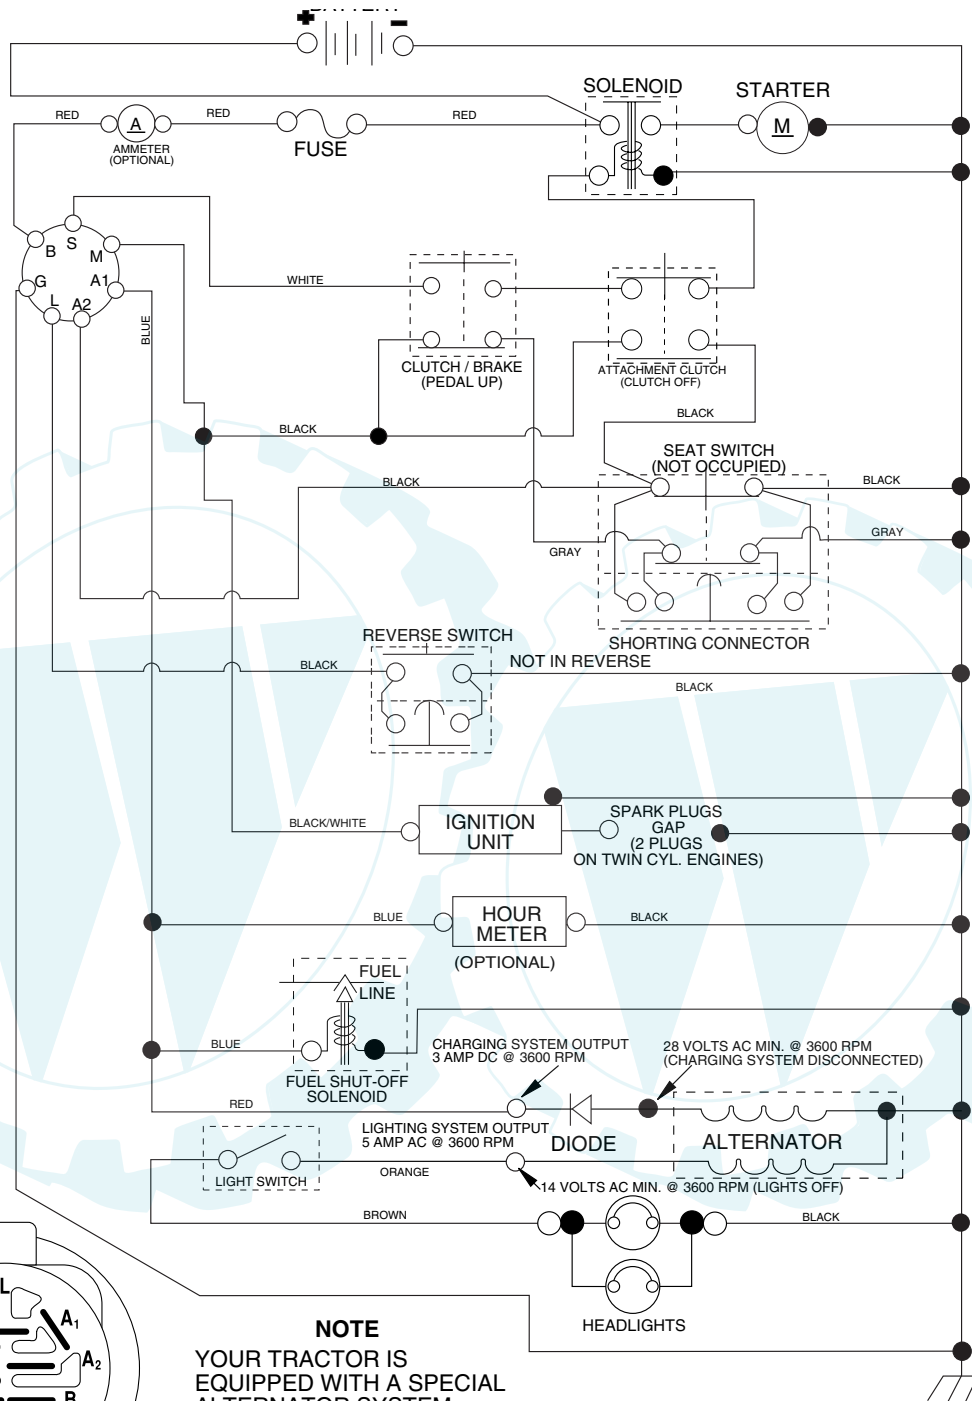 + BATTERY -
SOLENOID
STARTER
RED
A
RED
RED
M
AMMETER
(OPTIONAL)
FUSE
B
S
M
G
A1
L
A2
WHITE
BLUE
CLUTCH / BRAKE
(PEDAL UP)
ATTACHMENT CLUTCH
(CLUTCH OFF)
BLACK
BLACK
SEAT SWITCH
(NOT OCCUPIED)
BLACK
BLACK
GRAY
GRAY
SHORTING CONNECTOR
REVERSE SWITCH
BLACK
NOT IN REVERSE
BLACK
BLACK/WHITE
IGNITION
UNIT
SPARK PLUGS
GAP
(2 PLUGS
ON TWIN CYL. ENGINES)
BLUE
HOUR
METER
BLACK
(OPTIONAL)
FUEL
LINE
BLUE
FUEL SHUT-OFF
SOLENOID
CHARGING SYSTEM OUTPUT
3 AMP DC @ 3600 RPM
28 VOLTS AC MIN. @ 3600 RPM
(CHARGING SYSTEM DISCONNECTED)
RED
LIGHTING SYSTEM OUTPUT
5 AMP AC @ 3600 RPM
DIODE
ALTERNATOR
LIGHT SWITCH
ORANGE
14 VOLTS AC MIN. @ 3600 RPM (LIGHTS OFF)
BROWN
BLACK
HEADLIGHTS
L
A1
A2
B
NOTE
YOUR TRACTOR IS
EQUIPPED WITH A SPECIAL
ALTERNATOR SYSTEM